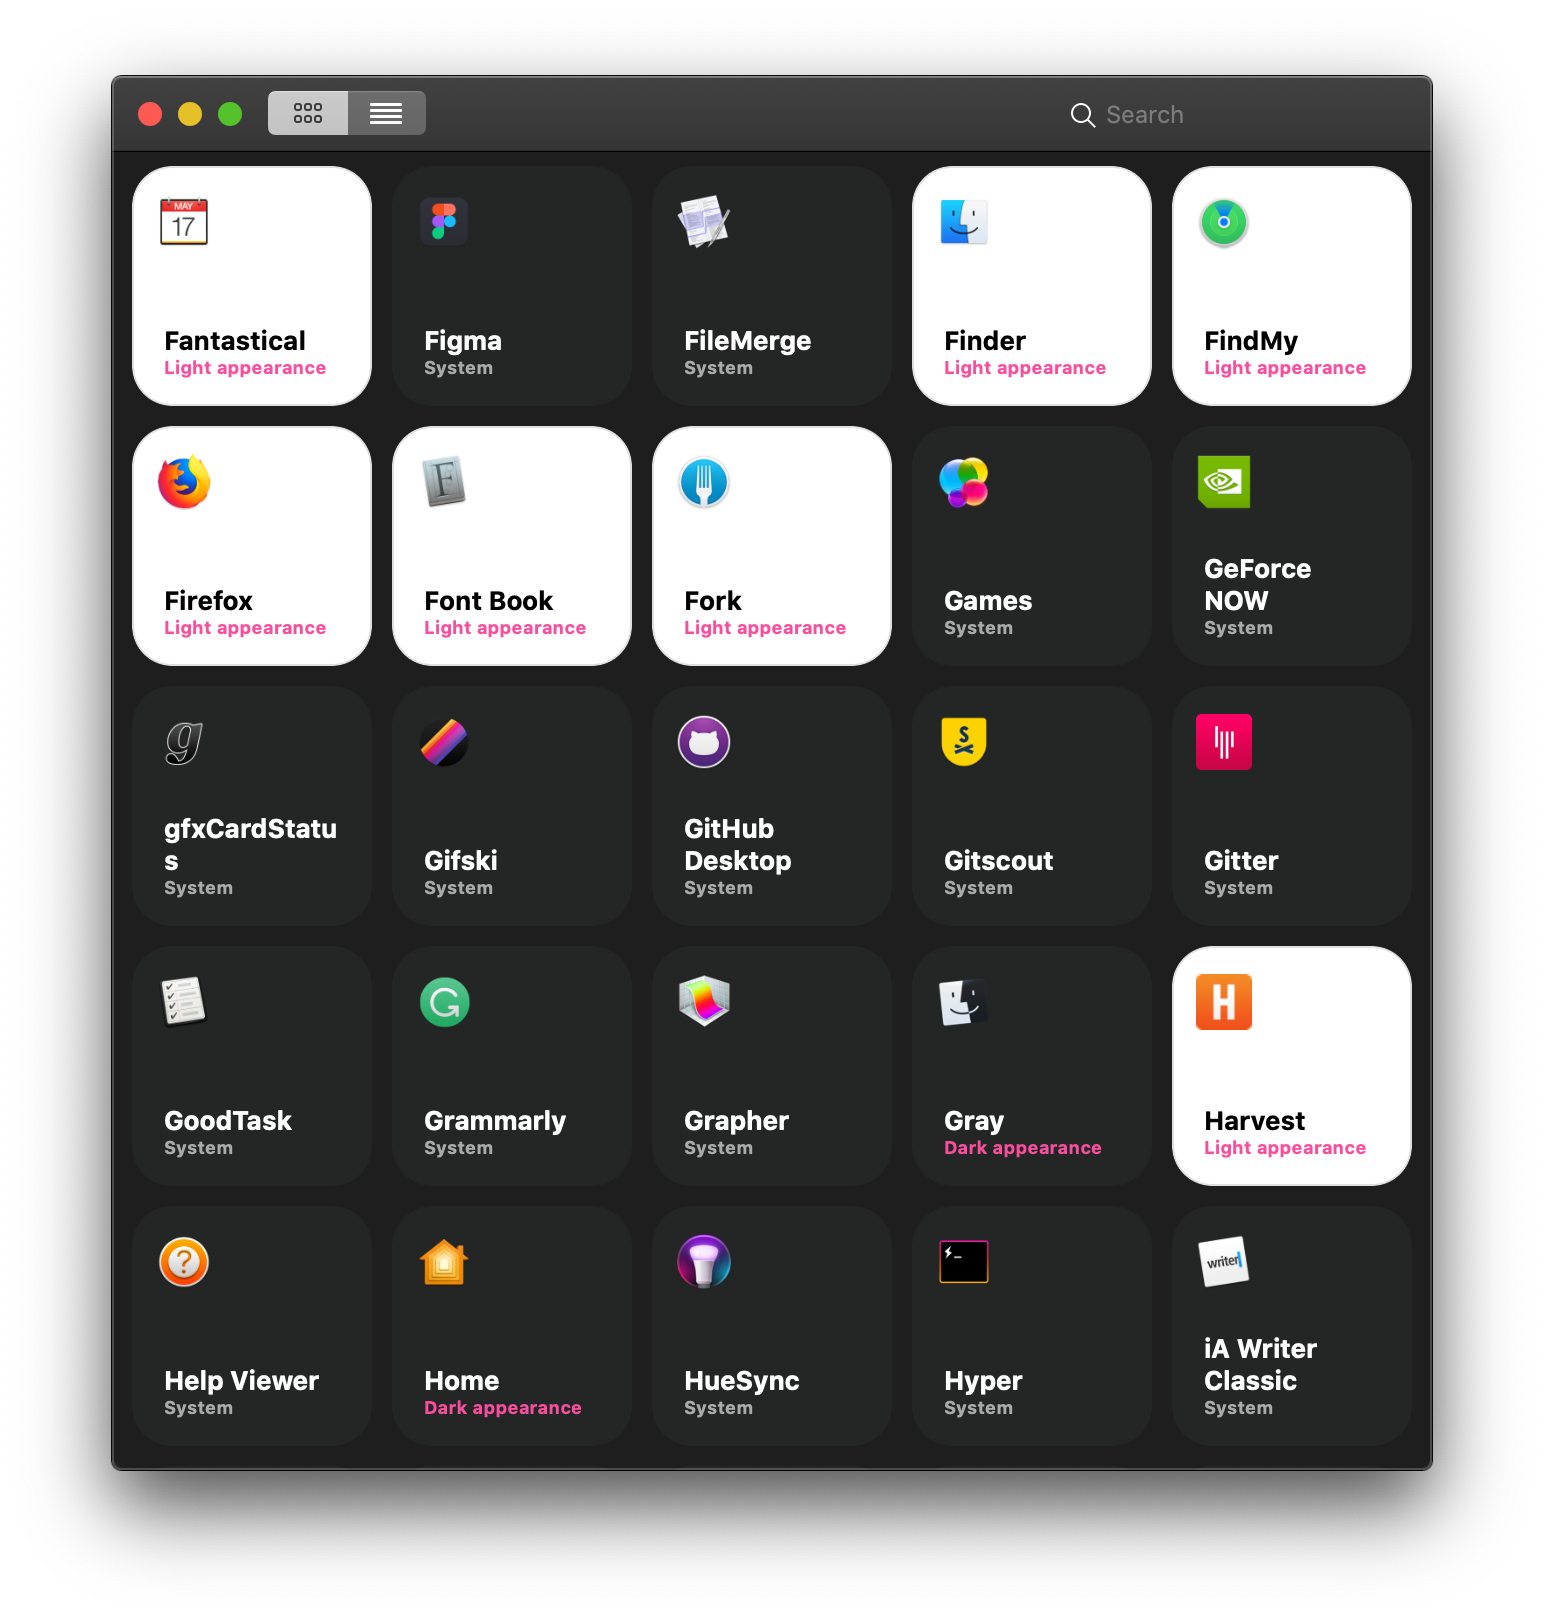 Search
MAY
17
Fantastical
Light appearance
Figma
System
FileMerge
System
Finder
Light appearance
FindMy
Light appearance
Firefox
Light appearance
F
Font Book
Light appearance
Fork
Light appearance
Games
System
GeForce
NOW
System
g
gfxCardStatu
s
System
Gifski
System
GitHub
Desktop
System
S
Gitscout
System
Gitter
System
GoodTask
System
G
Grammarly
System
Grapher
System
Gray
Dark appearance
H
Harvest
Light appearance
?
Help Viewer
System
Home
Dark appearance
HueSync
System
Hyper
System
writer
iA Writer
Classic
System